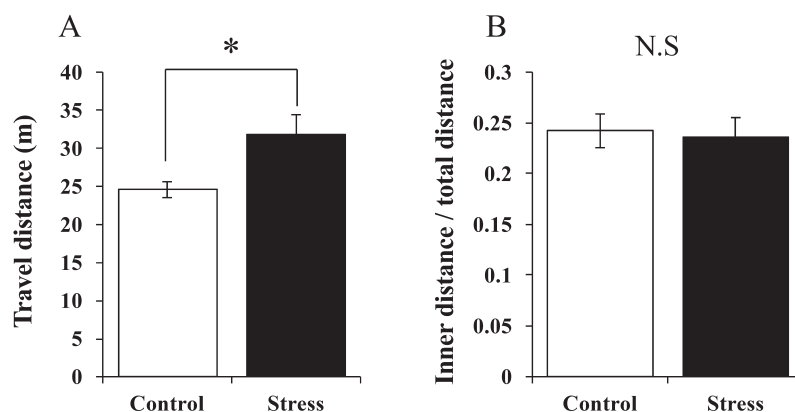 A
*
Travel distance (m)
40
35
30
25
20
15
10
5
0
Control Stress
B
N.S
Inner distance / total distance
0.3
0.25
0.2
0.15
0.1
0.05
0
Control Stress